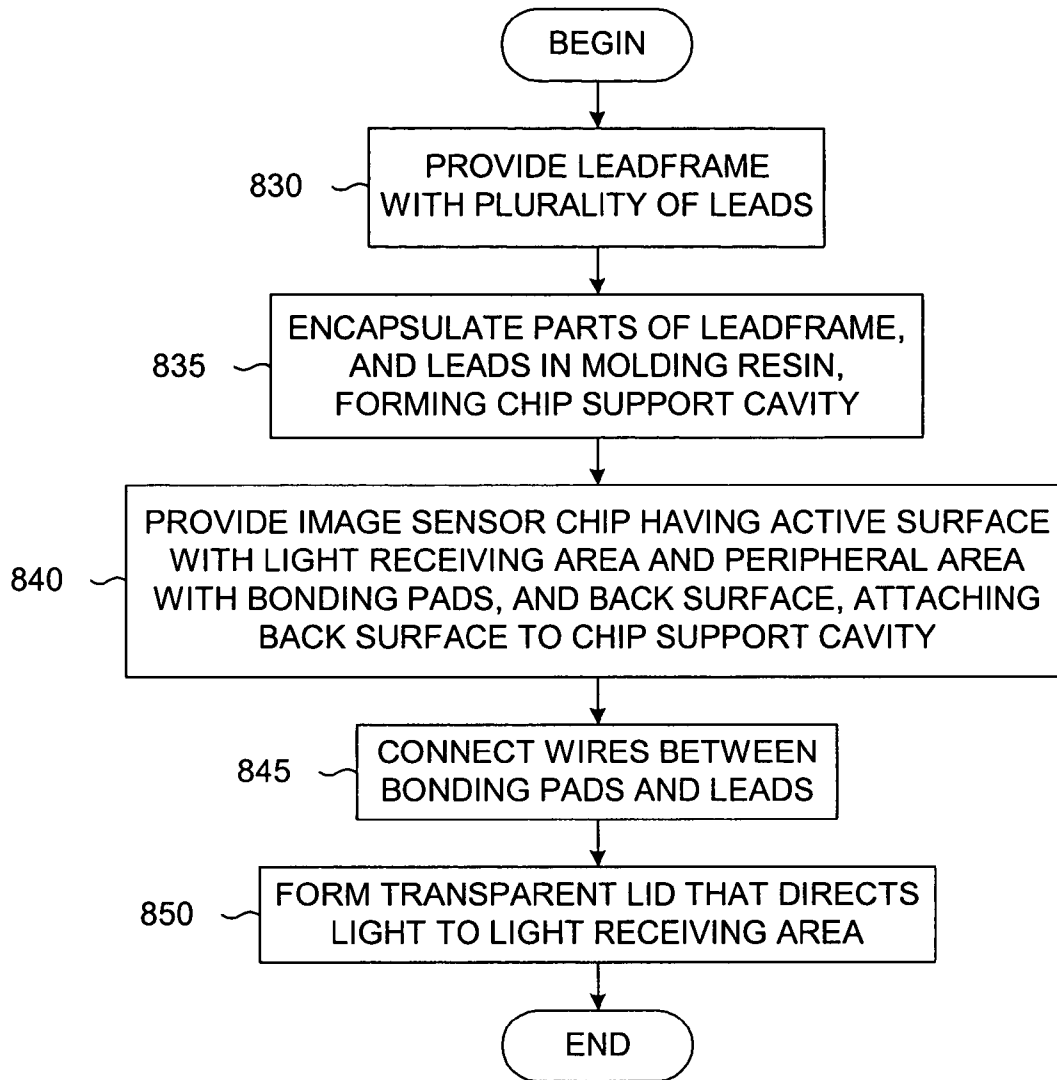 BEGIN
830
PROVIDE LEADFRAME
WITH PLURALITY OF LEADS
835
ENCAPSULATE PARTS OF LEADFRAME,
AND LEADS IN MOLDING RESIN,
FORMING CHIP SUPPORT CAVITY
840
PROVIDE IMAGE SENSOR CHIP HAVING ACTIVE SURFACE
WITH LIGHT RECEIVING AREA AND PERIPHERAL AREA
WITH BONDING PADS, AND BACK SURFACE, ATTACHING
BACK SURFACE TO CHIP SUPPORT CAVITY
845
CONNECT WIRES BETWEEN
BONDING PADS AND LEADS
850
FORM TRANSPARENT LID THAT DIRECTS
LIGHT TO LIGHT RECEIVING AREA
END